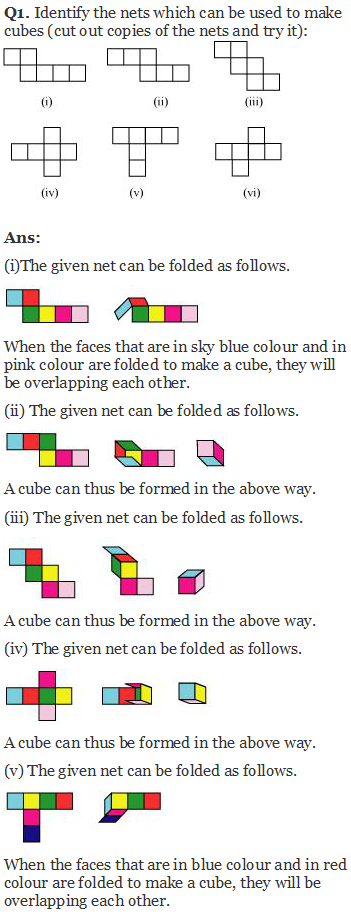 Q1. Identify the nets which can be used to make
cubes (cut out copies of the nets and try it):
(i) (ii) (iii)
(iv) (v) (vi)
Ans:
(i)The given net can be folded as follows.
When the faces that are in sky blue colour and in
pink colour are folded to make a cube, they will
be overlapping each other.
(ii) The given net can be folded as follows.
A cube can thus be formed in the above way.
(iii) The given net can be folded as follows.
A cube can thus be formed in the above way.
(iv) The given net can be folded as follows.
A cube can thus be formed in the above way.
(v) The given net can be folded as follows.
When the faces that are in blue colour and in red
colour are folded to make a cube, they will be
overlapping each other.